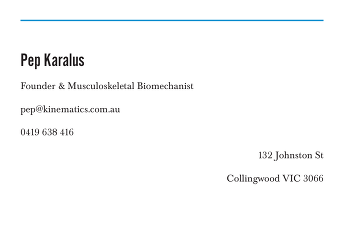 Pep Karalus
Founder & Musculoskeletal Biomechanist
pep@kinematics.com.au
0419 638 416
132 Johnston St
Collingwood VIC 3066